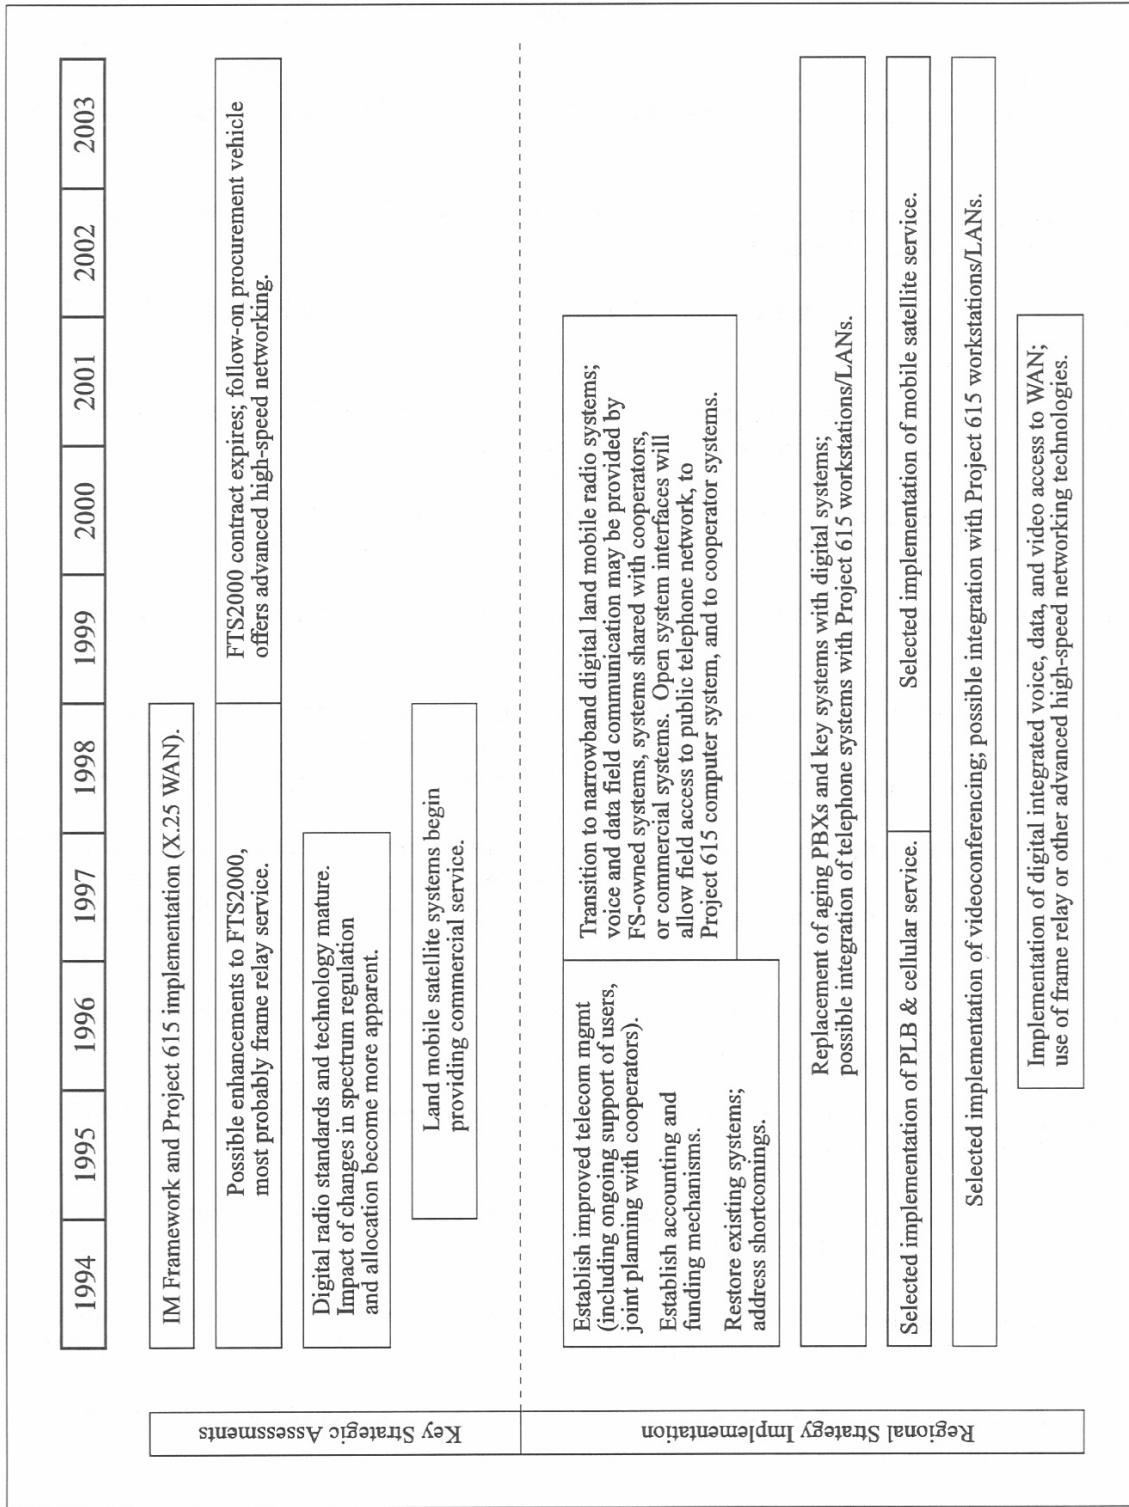 1994 1995 1996 1997 1998 1999 2000 2001 2002 2003
Key Strategic Assessments
IM Framework and Project 615 implementation (X.25 WAN).
Possible enhancements to FTS2000,
most probably frame relay service.
FTS2000 contract expires; follow-on procurement vehicle
offers advanced high-speed networking.
Digital radio standards and technology mature.
Impact of changes in spectrum regulation
and allocation become more apparent.
Land mobile satellite systems begin
providing commercial service.
Regional Strategy Implementation
Establish improved telecom mgmt
(including ongoing support of users,
joint planning with cooperators).
Establish accounting and
funding mechanisms.
Restore existing systems;
address shortcomings.
Transition to narrowband digital land mobile radio systems;
voice and data field communication may be provided by
FS-owned systems, systems shared with cooperators,
or commercial systems. Open system interfaces will
allow field access to public telephone network, to
Project 615 computer system, and to cooperator systems.
Replacement of aging PBXs and key systems with digital systems;
possible integration of telephone systems with Project 615 workstations/LANs.
Selected implementation of PLB & cellular service.
Selected implementation of mobile satellite service.
Selected implementation of videoconferencing; possible integration with Project 615 workstations/LANs.
Implementation of digital integrated voice, data, and video access to WAN;
use of frame relay or other advanced high-speed networking technologies.